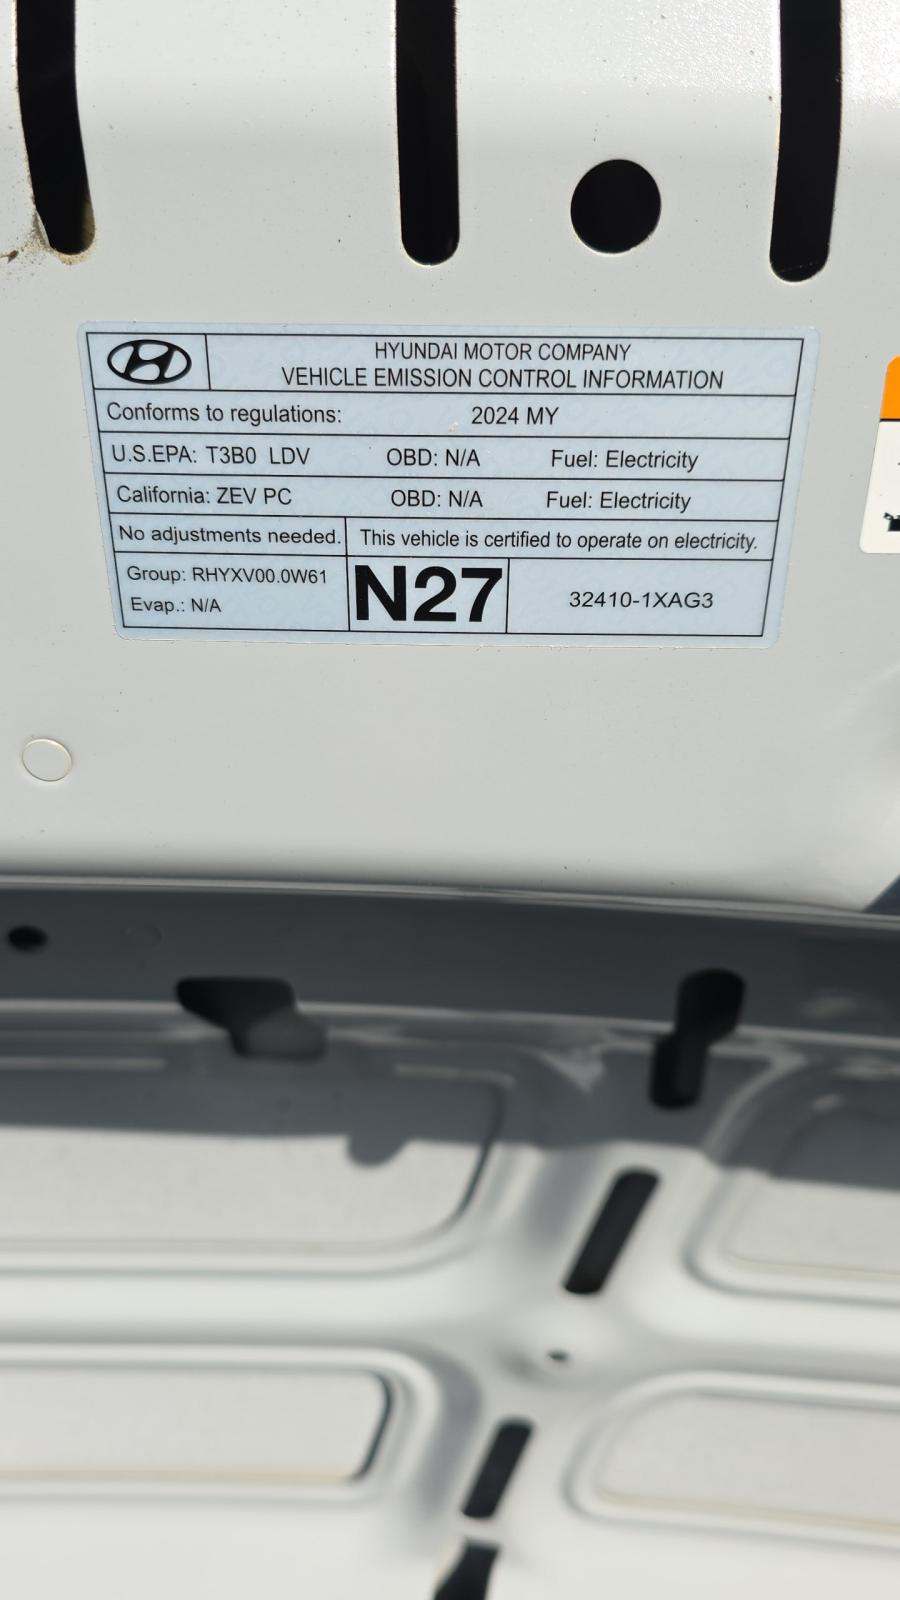 HYUNDAI MOTOR COMPANY
VEHICLE EMISSION CONTROL INFORMATION
Conforms to regulations: 2024 MY
U.S.EPA: T3B0 LDV OBD: N/A Fuel: Electricity
California: ZEV PC OBD: N/A Fuel: Electricity
No adjustments needed. This vehicle is certified to operate on electricity.
Group: RHYXV00.0W61
Evap.: N/A
N27
32410-1XAG3